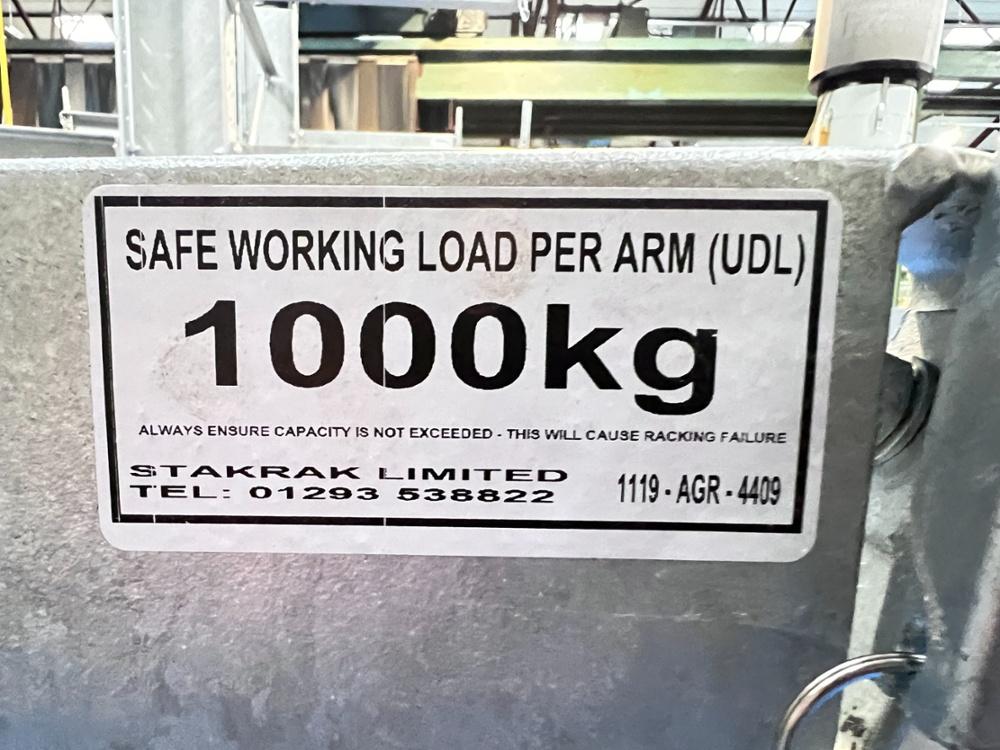 SAFE WORKING LOAD PER ARM (UDL)
1000kg
ALWAYS ENSURE CAPACITY IS NOT EXCEEDED - THIS WILL CAUSE RACKING FAILURE
STAKRAK LIMITED
TEL: 01293 538822
1119 - AGR - 4409